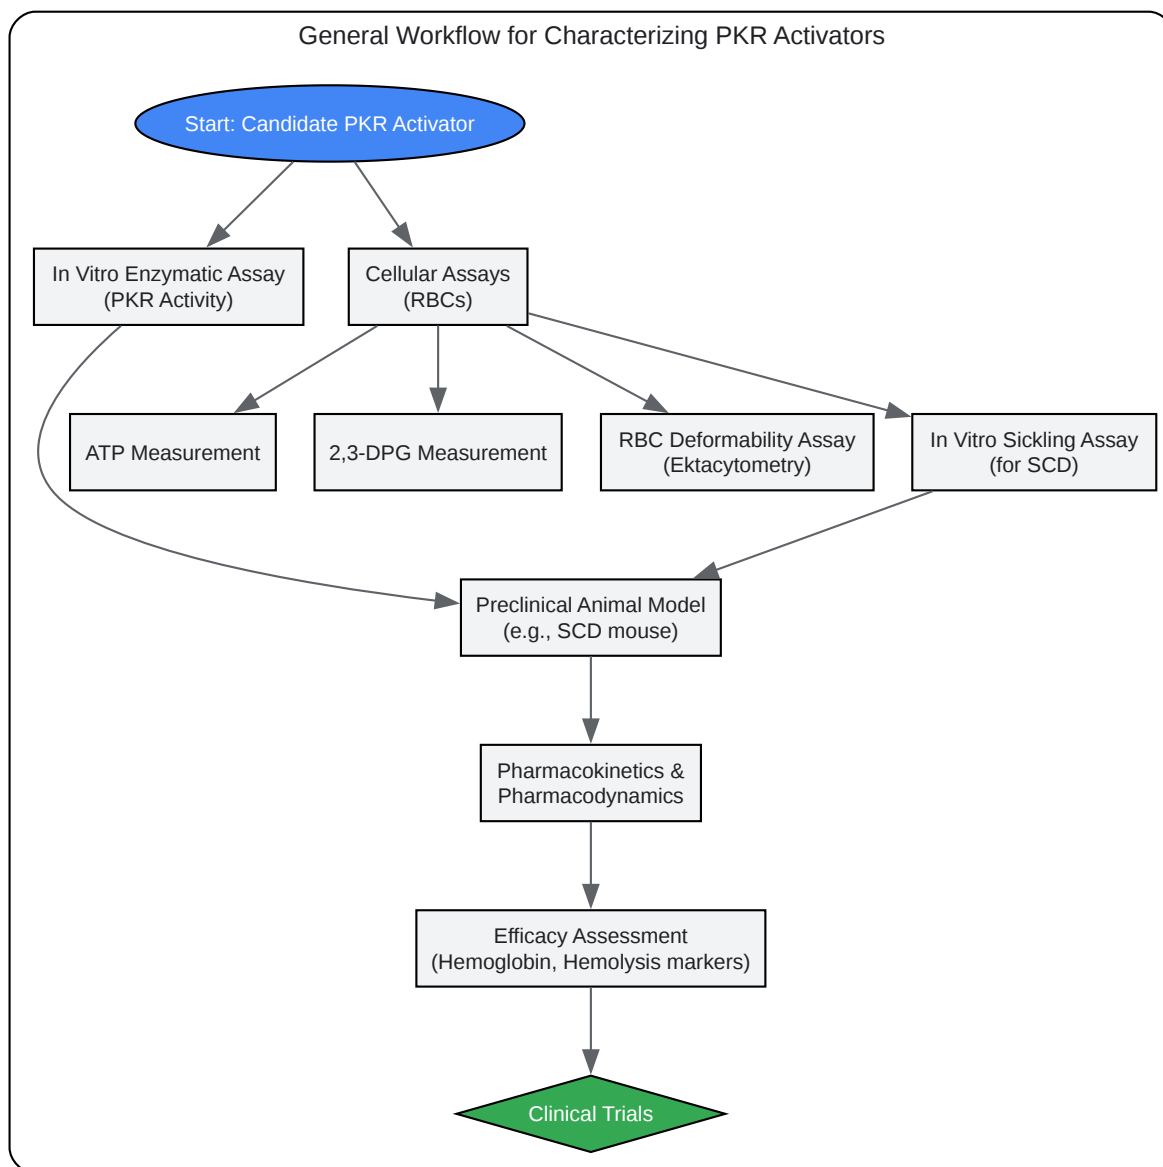 General Workflow for Characterizing PKR Activators
Start: Candidate PKR Activator
In Vitro Enzymatic Assay
(PKR Activity)
Cellular Assays
(RBCs)
ATP Measurement
2,3-DPG Measurement
RBC Deformability Assay
(Ektacytometry)
In Vitro Sickling Assay
(for SCD)
Preclinical Animal Model
(e.g., SCD mouse)
Pharmacokinetics &
Pharmacodynamics
Efficacy Assessment
(Hemoglobin, Hemolysis markers)
Clinical Trials